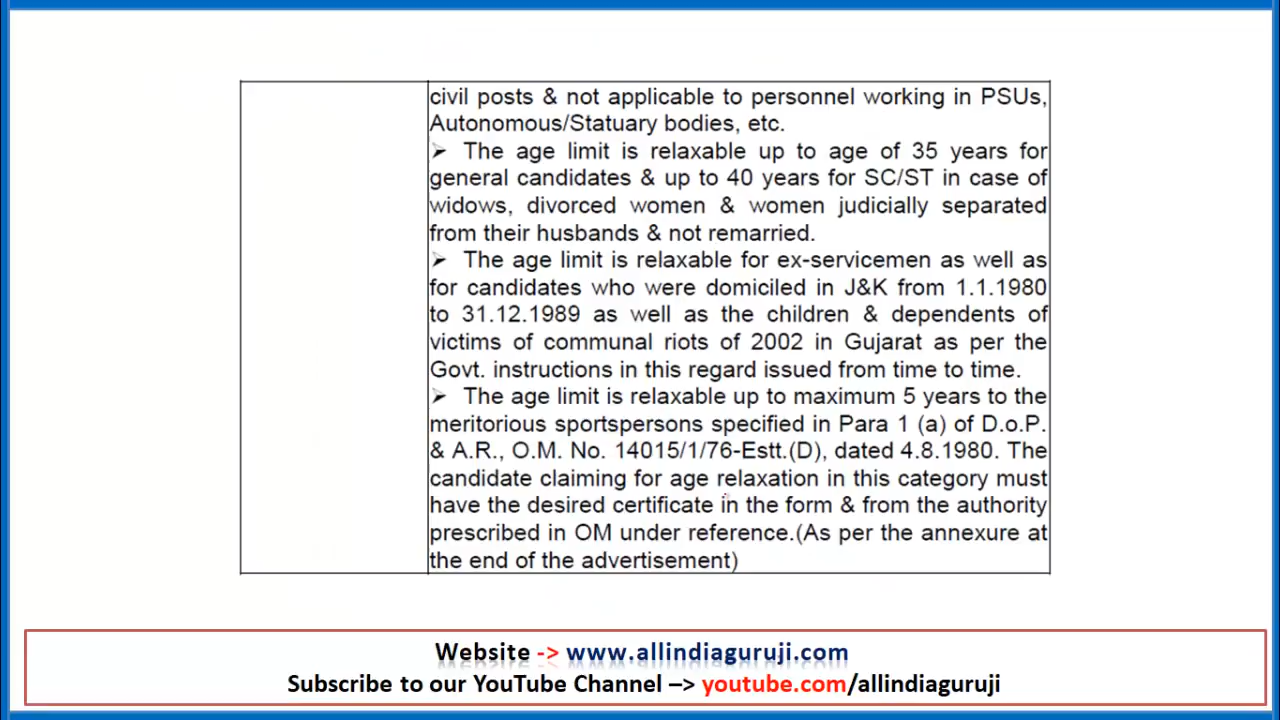 civil posts & not applicable to personnel working in PSUs,
Autonomous/Statuary bodies, etc.
➢ The age limit is relaxable up to age of 35 years for
general candidates & up to 40 years for SC/ST in case of
widows, divorced women & women judicially separated
from their husbands & not remarried.
➢ The age limit is relaxable for ex-servicemen as well as
for candidates who were domiciled in J&K from 1.1.1980
to 31.12.1989 as well as the children & dependents of
victims of communal riots of 2002 in Gujarat as per the
Govt. instructions in this regard issued from time to time.
➢ The age limit is relaxable up to maximum 5 years to the
meritorious sportspersons specified in Para 1 (a) of D.o.P.
& A.R., O.M. No. 14015/1/76-Estt.(D), dated 4.8.1980. The
candidate claiming for age relaxation in this category must
have the desired certificate in the form & from the authority
prescribed in OM under reference.(As per the annexure at
the end of the advertisement)
Website -> www.allindiaguruji.com
Subscribe to our YouTube Channel –> youtube.com/allindiaguruji